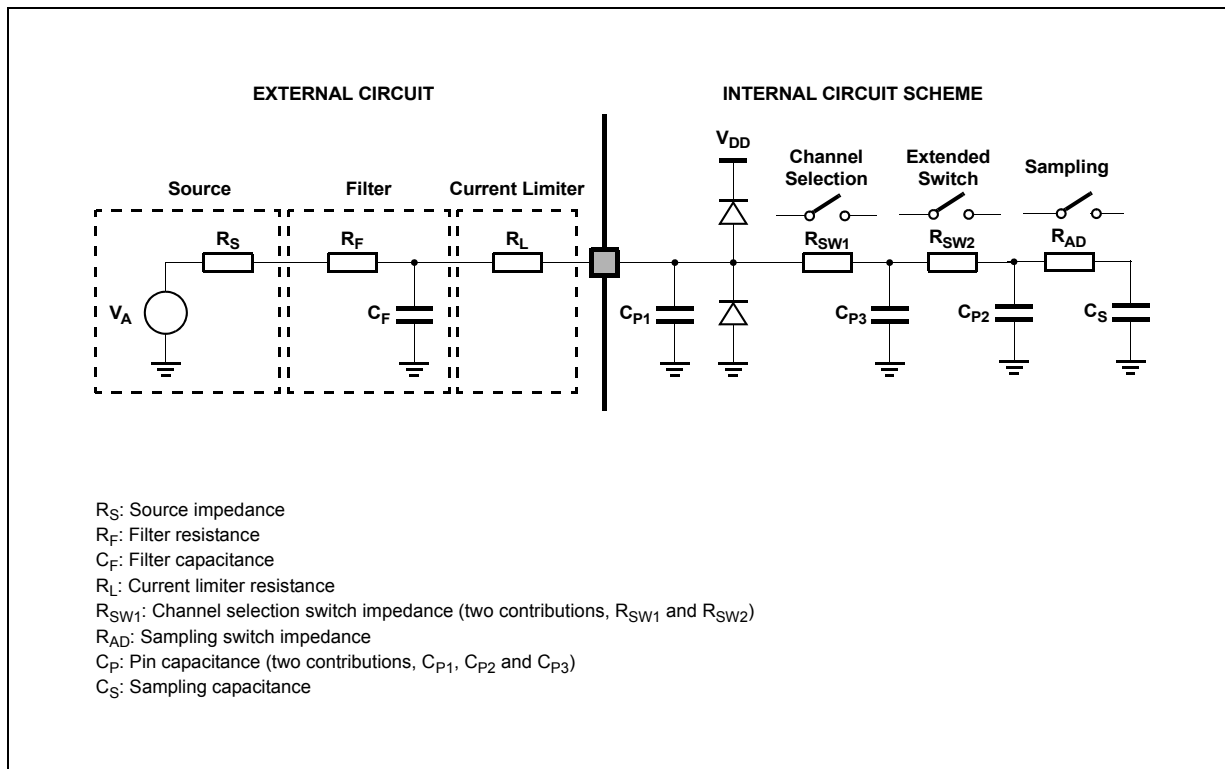 EXTERNAL CIRCUIT
INTERNAL CIRCUIT SCHEME
VDD
Channel
Selection
Extended
Switch
Sampling
Source
Filter
Current Limiter
RS
RF
RL
RSW1
RSW2
RAD
VA
CF
CP1
CP3
CP2
CS
RS: Source impedance
RF: Filter resistance
CF: Filter capacitance
RL: Current limiter resistance
RSW1: Channel selection switch impedance (two contributions, RSW1 and RSW2)
RAD: Sampling switch impedance
CP: Pin capacitance (two contributions, CP1, CP2 and CP3)
CS: Sampling capacitance